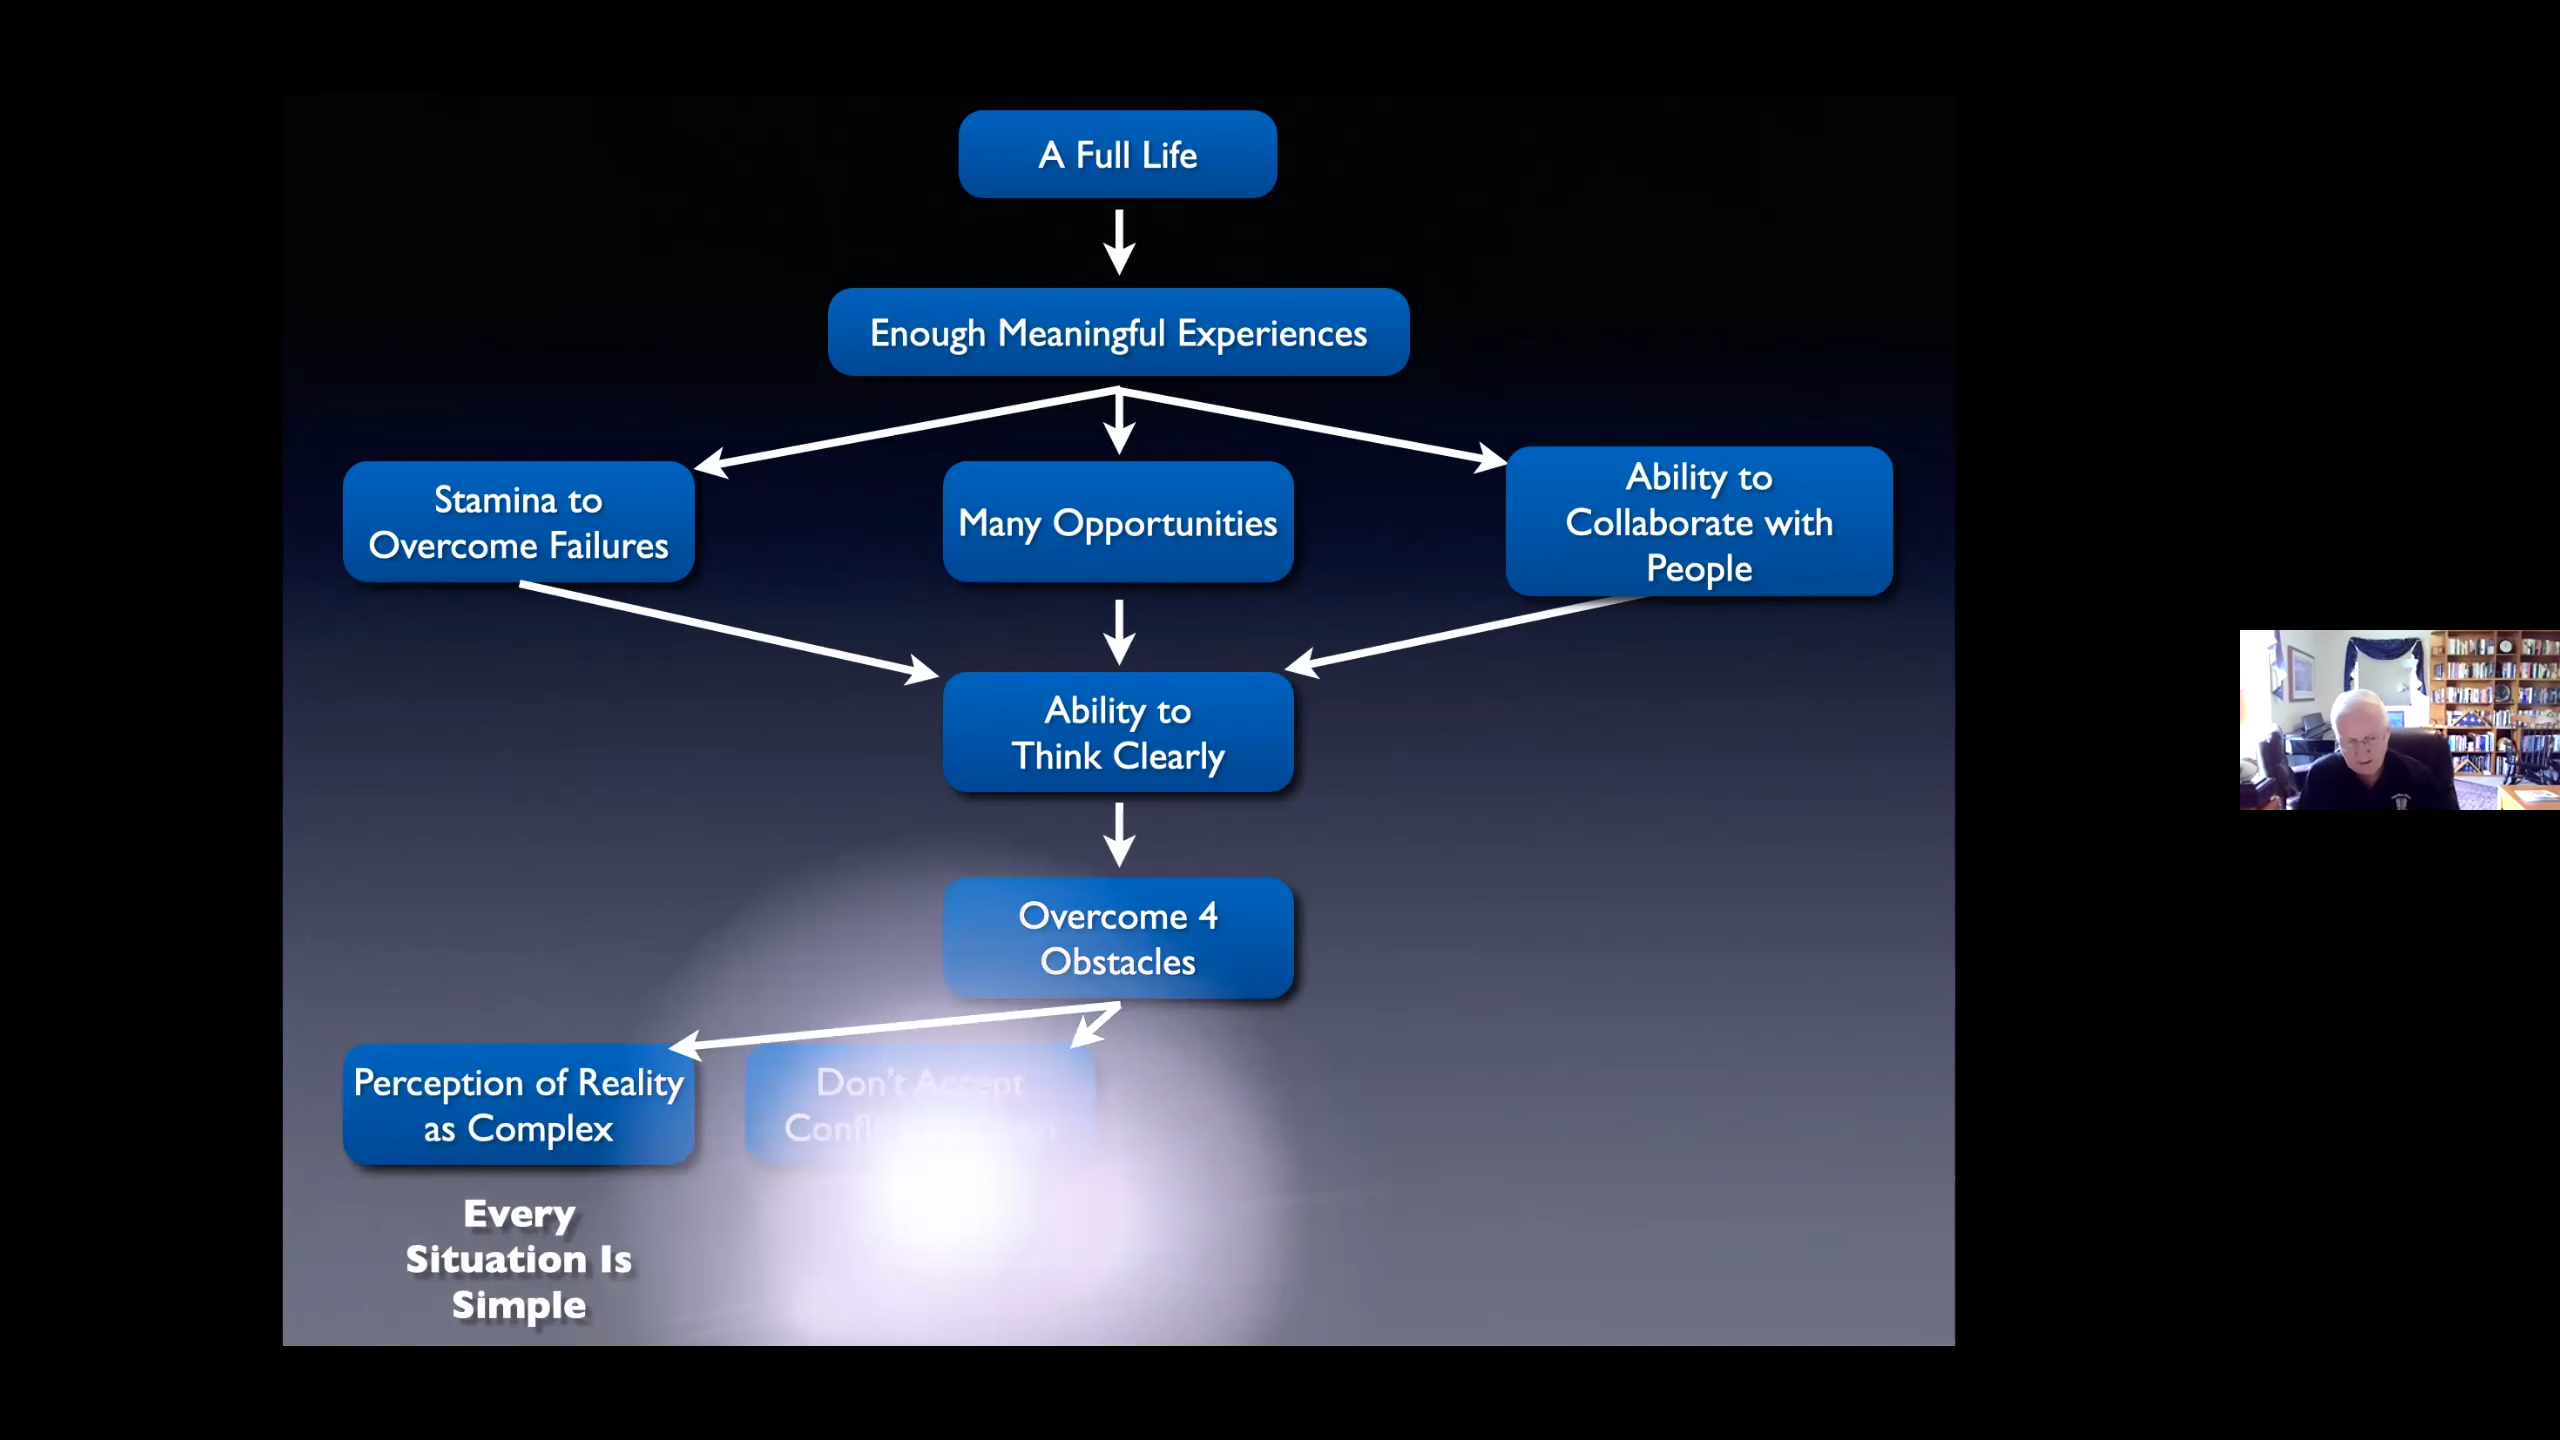 A Full Life
Enough Meaningful Experiences
Stamina to
Overcome Failures
Many Opportunities
Ability to
Collaborate with
People
Ability to
Think Clearly
Overcome 4
Obstacles
Perception of Reality
as Complex
Don't Accept
Every
Situation Is
Simple